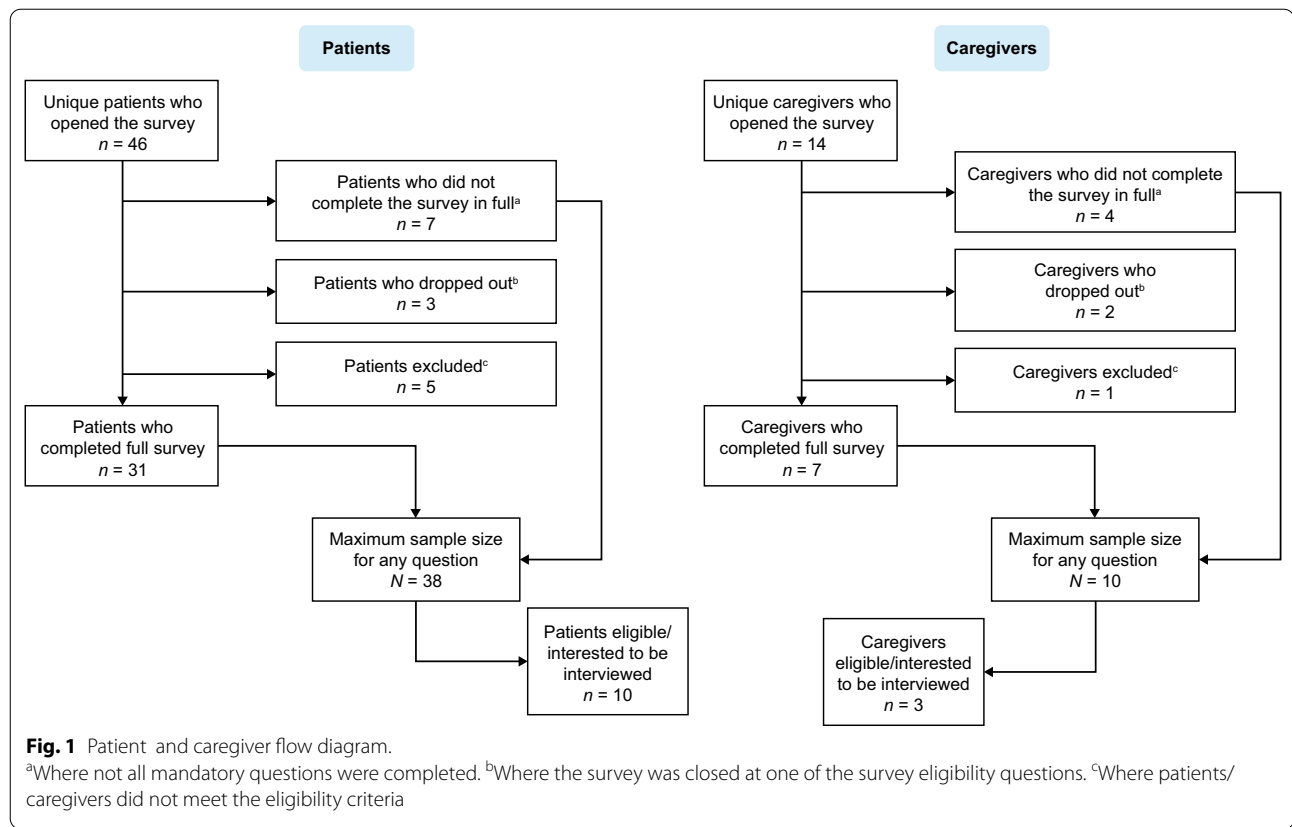 Patients
Unique patients who
opened the survey
n = 46
Patients who did not
complete the survey in fullᵃ
n = 7
Patients who dropped outᵇ
n = 3
Patients excludedᶜ
n = 5
Patients who
completed full survey
n = 31
Maximum sample size
for any question
N = 38
Patients eligible/
interested to be
interviewed
n = 10
Caregivers
Unique caregivers who
opened the survey
n = 14
Caregivers who did not complete
the survey in fullᵃ
n = 4
Caregivers who
dropped outᵇ
n = 2
Caregivers excludedᶜ
n = 1
Caregivers who
completed full survey
n = 7
Maximum sample size
for any question
N = 10
Caregivers
eligible/interested
to be interviewed
n = 3
Fig. 1 Patient and caregiver flow diagram.
ᵃWhere not all mandatory questions were completed. ᵇWhere the survey was closed at one of the survey eligibility questions. ᶜWhere patients/
caregivers did not meet the eligibility criteria